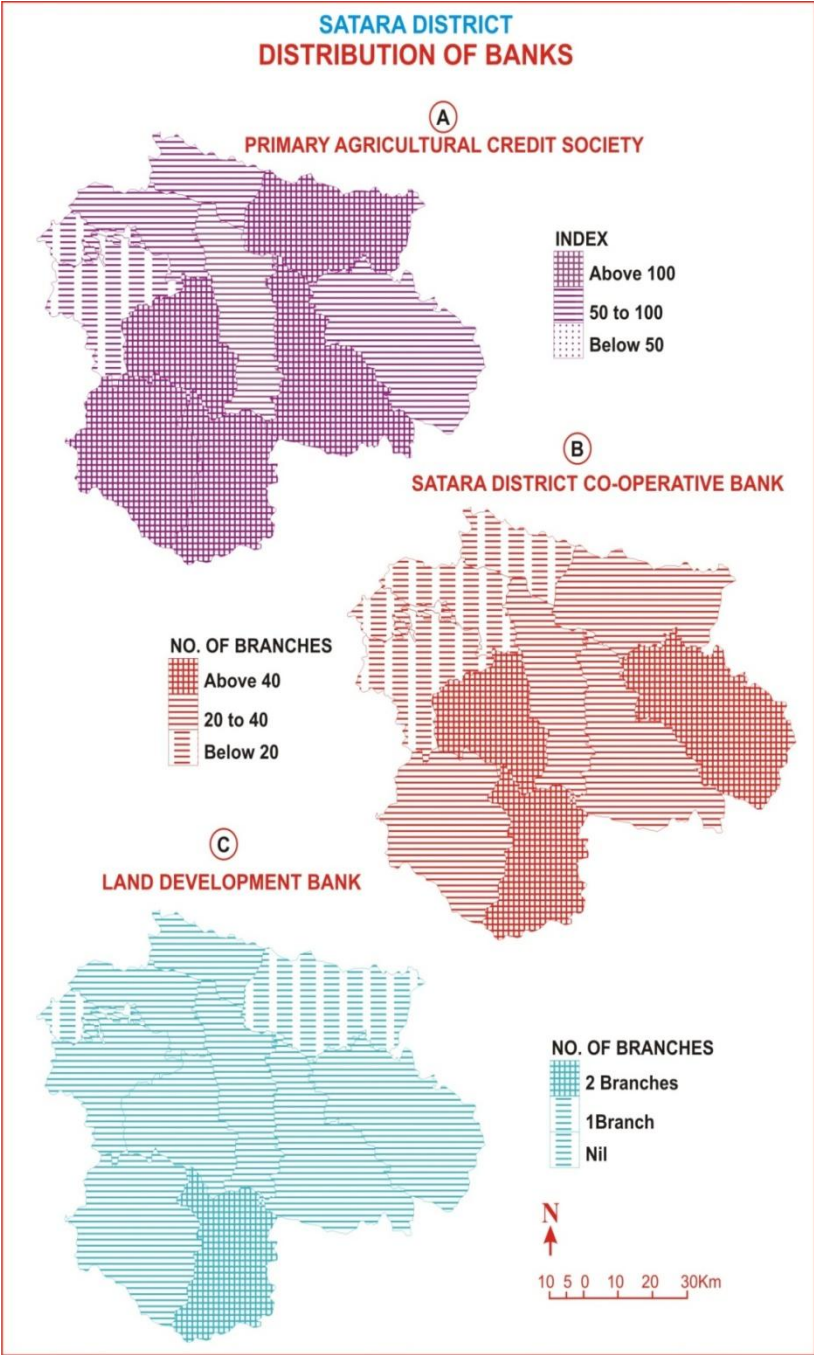 SATARA DISTRICT
DISTRIBUTION OF BANKS
A
PRIMARY AGRICULTURAL CREDIT SOCIETY
INDEX
Above 100
50 to 100
Below 50
B
SATARA DISTRICT CO-OPERATIVE BANK
NO. OF BRANCHES
Above 40
20 to 40
Below 20
C
LAND DEVELOPMENT BANK
NO. OF BRANCHES
2 Branches
1Branch
Nil
N
10 5 0 10 20 30Km